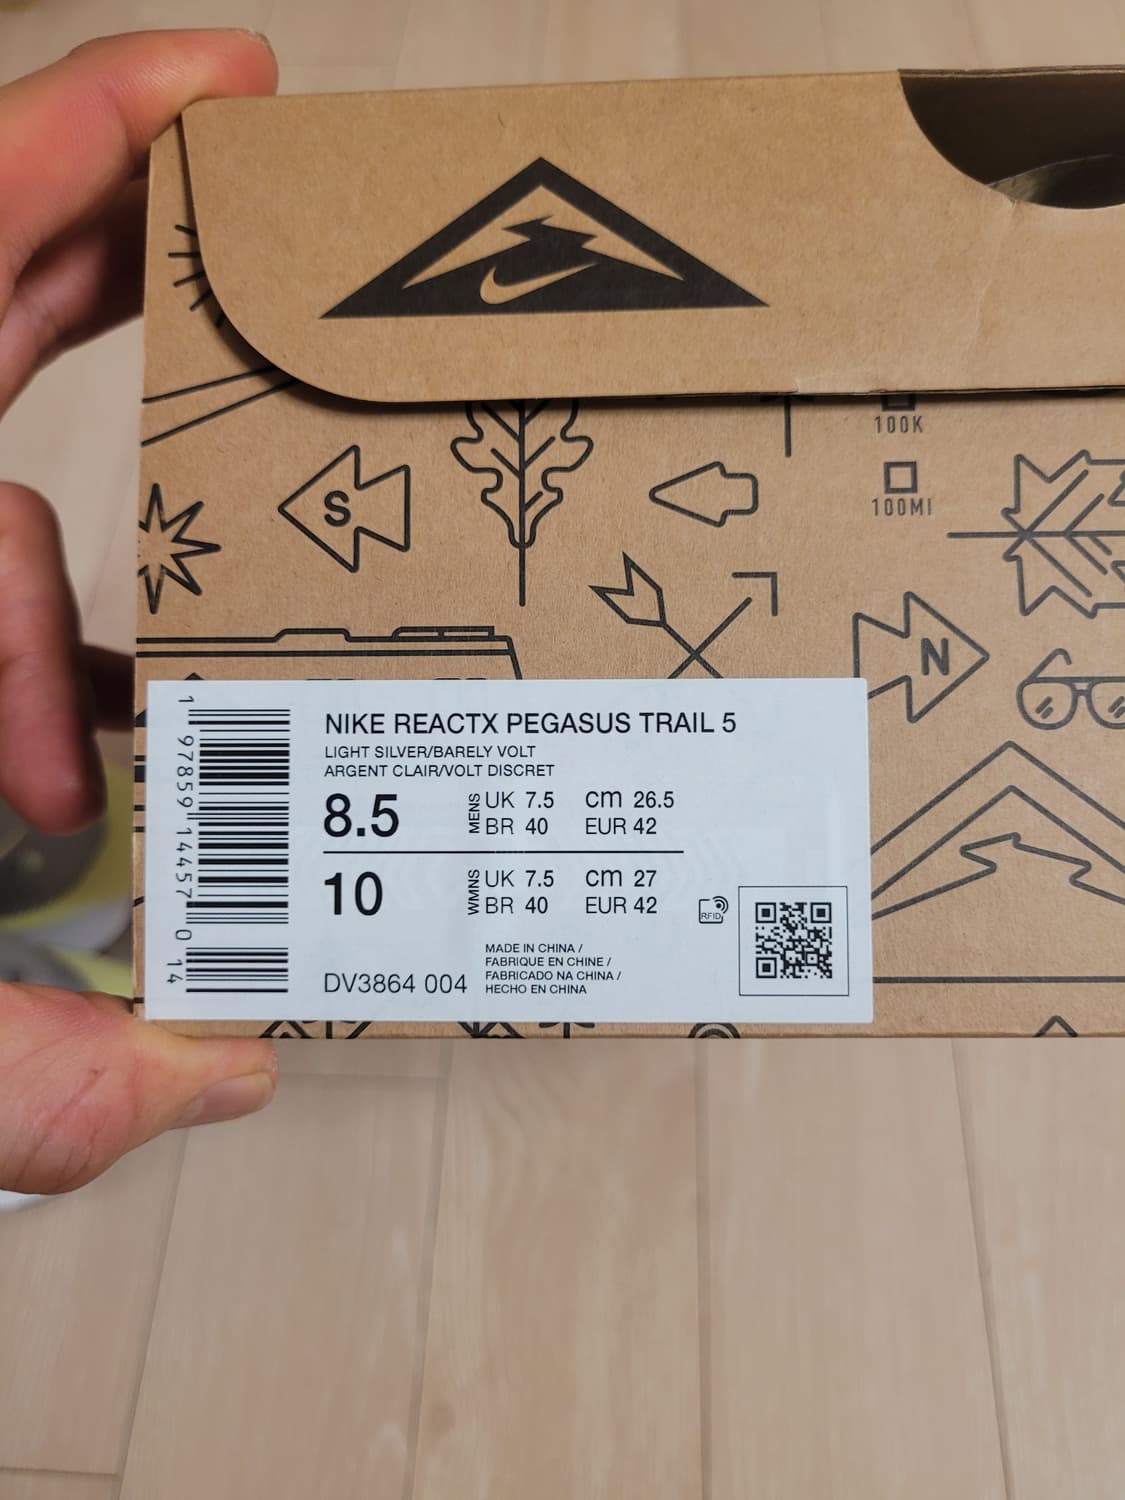 100K
100MI
S
N
NIKE REACTX PEGASUS TRAIL 5
LIGHT SILVER/BARELY VOLT
ARGENT CLAIR/VOLT DISCRET
8.5 MENS UK 7.5 cm 26.5
BR 40 EUR 42
10 WMNS UK 7.5 cm 27
BR 40 EUR 42
RFID
MADE IN CHINA /
FABRIQUE EN CHINE /
FABRICADO NA CHINA /
HECHO EN CHINA
DV3864 004
1 97859 14457 0 14